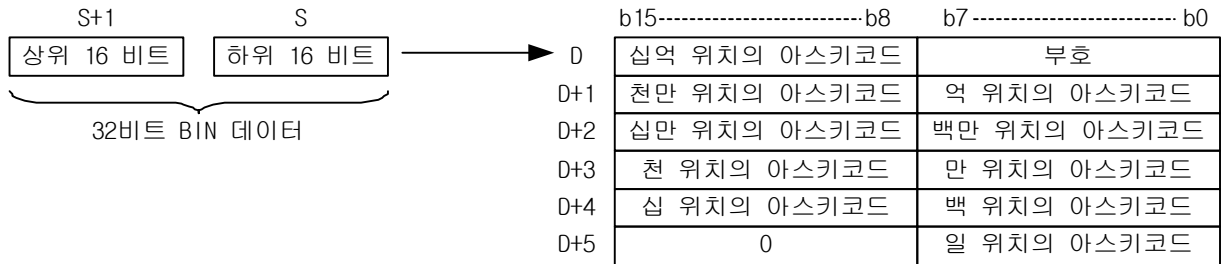 S+1 S b15---------------------------b8 b7---------------------------b0
상위 16 비트 하위 16 비트 D 십억 위치의 아스키코드 부호
D+1 천만 위치의 아스키코드 억 위치의 아스키코드
32비트 BIN 데이터 D+2 십만 위치의 아스키코드 백만 위치의 아스키코드
D+3 천 위치의 아스키코드 만 위치의 아스키코드
D+4 십 위치의 아스키코드 백 위치의 아스키코드
D+5 0 일 위치의 아스키코드